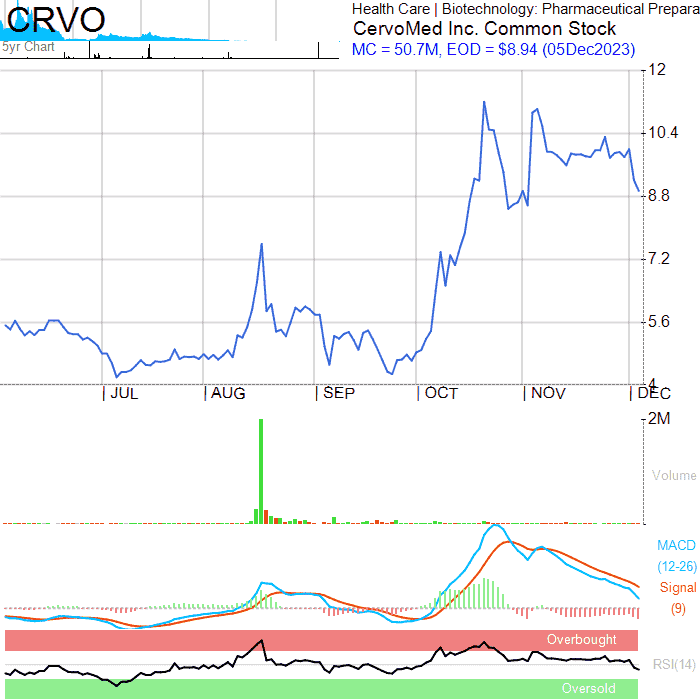 CRVO
5yr Chart
Health Care | Biotechnology: Pharmaceutical Prepara
CervoMed Inc. Common Stock
MC = 50.7M, EOD = $8.94 (05Dec2023)
12
10.4
8.8
7.2
5.6
4
| JUL | AUG | SEP | OCT | NOV | DEC
2M
Volume
MACD
(12-26)
Signal
(9)
Overbought
RSI(14)
Oversold